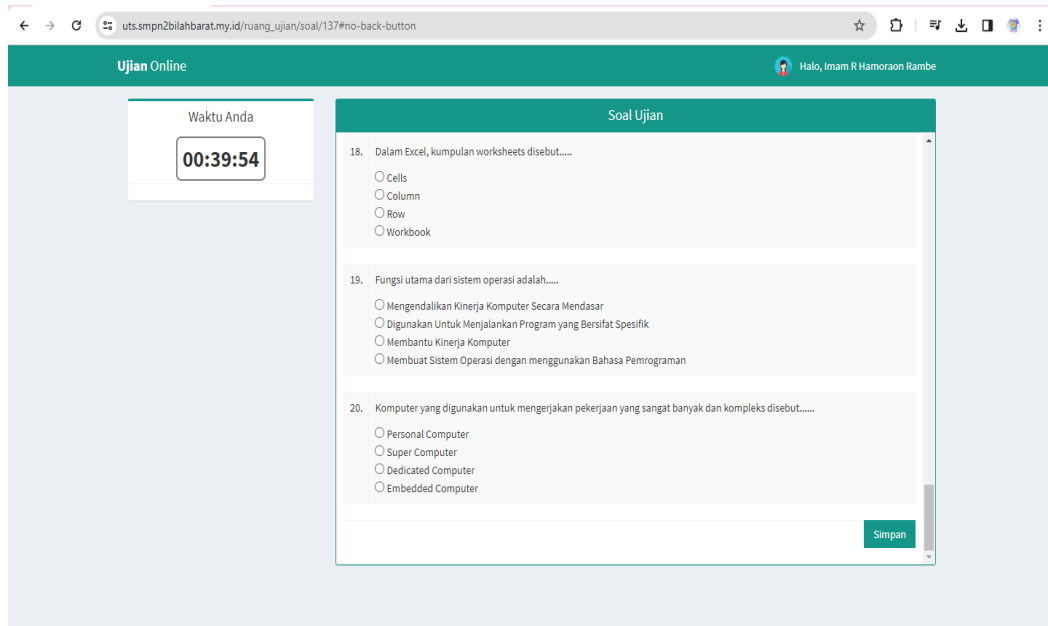 uts.smpn2bilahbarat.my.id/ruang_ujian/soal/137#no-back-button
Ujian Online
Halo, Imam R Hamoraon Rambe
Waktu Anda
00:39:54
Soal Ujian
18. Dalam Excel, kumpulan worksheets disebut.....
Cells
Column
Row
Workbook
19. Fungsi utama dari sistem operasi adalah.....
Mengendalikan Kinerja Komputer Secara Mendasar
Digunakan Untuk Menjalankan Program yang Bersifat Spesifik
Membantu Kinerja Komputer
Membuat Sistem Operasi dengan menggunakan Bahasa Pemrograman
20. Komputer yang digunakan untuk mengerjakan pekerjaan yang sangat banyak dan kompleks disebut......
Personal Computer
Super Computer
Dedicated Computer
Embedded Computer
Simpan